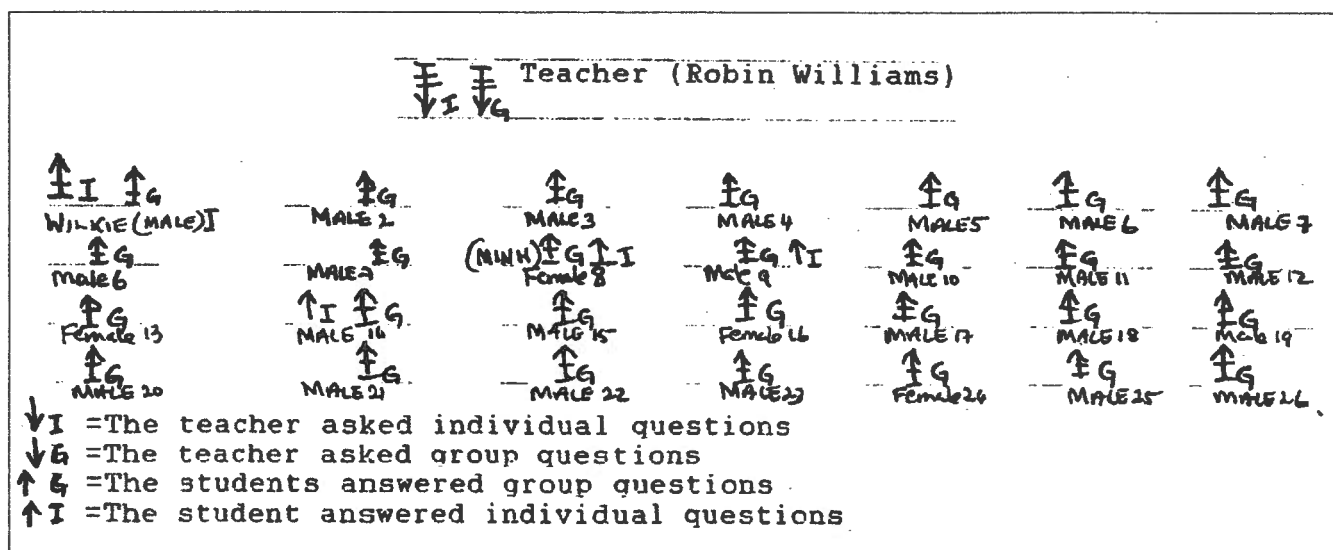 Teacher (Robin Williams)
I G
I G G G G G G G
WILKIE (MALE) I MALE 2 MALE 3 MALE 4 MALE 5 MALE 6 MALE 7
G G (MINH) G I G I G G G
Male 6 MALE 7 Female 8 Male 9 MALE 10 MALE 11 MALE 12
G I G G G G G G
Female 13 MALE 14 MALE 15 Female 16 MALE 17 MALE 18 Male 19
G G G G G G G
MALE 20 MALE 21 MALE 22 MALE 23 Female 24 MALE 25 MALE 26
↓ I =The teacher asked individual questions
↓ G =The teacher asked group questions
↑ G =The students answered group questions
↑ I =The student answered individual questions